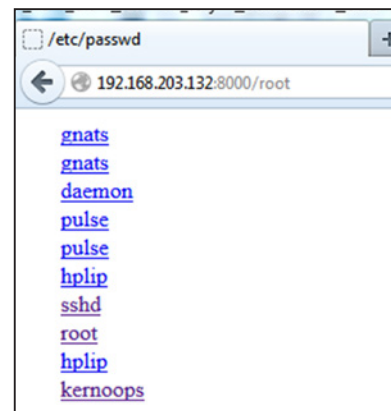 /etc/passwd
192.168.203.132:8000/root
gnats
gnats
daemon
pulse
pulse
hplip
sshd
root
hplip
kernoops